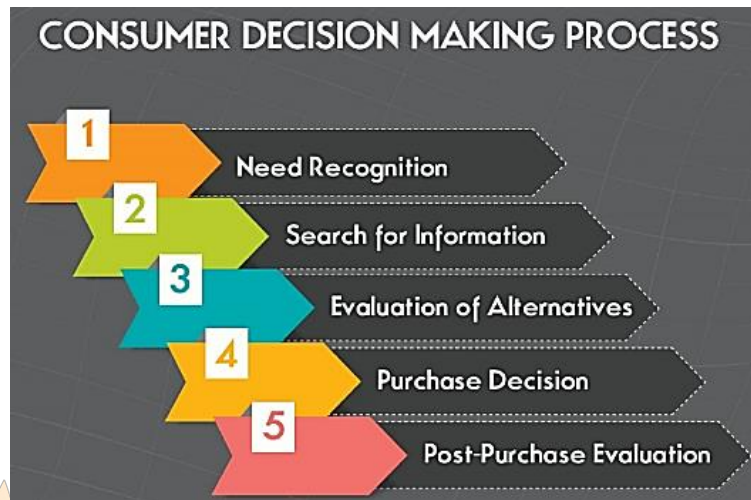 CONSUMER DECISION MAKING PROCESS
1
Need Recognition
2
Search for Information
3
Evaluation of Alternatives
4
Purchase Decision
5
Post-Purchase Evaluation